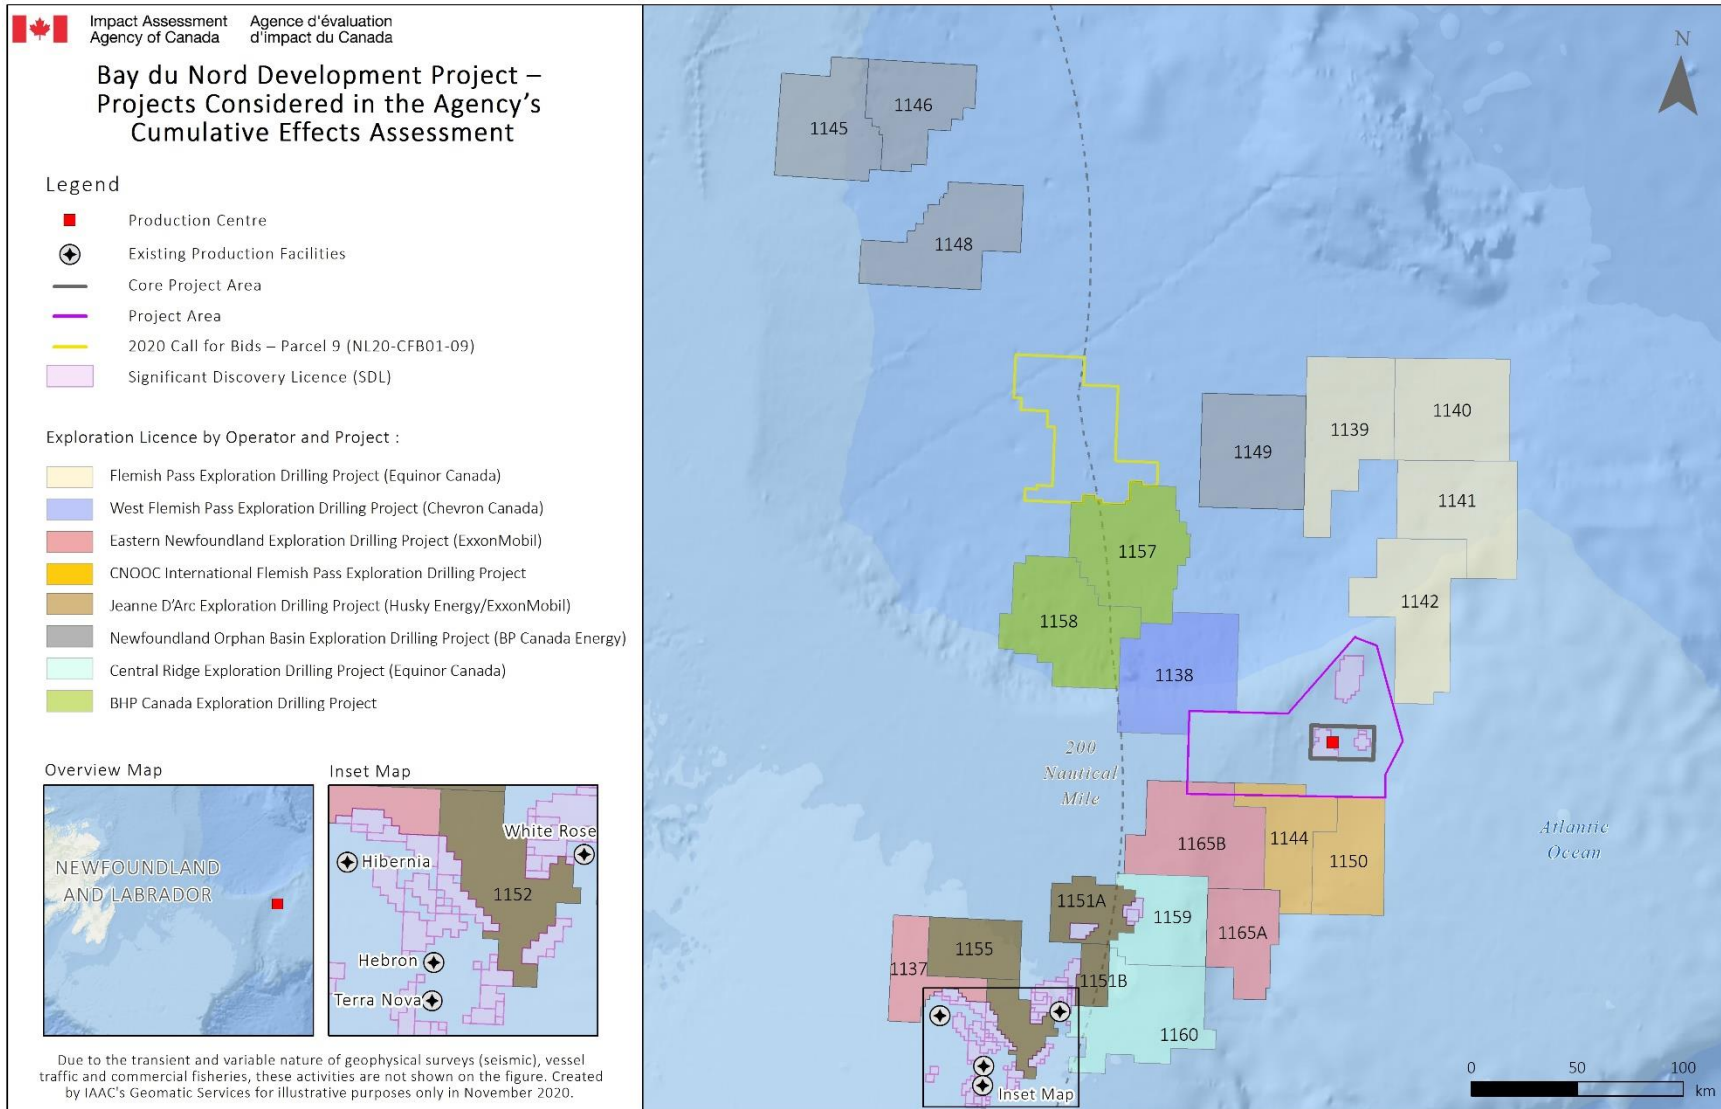 Impact Assessment Agency of Canada
Agence d'évaluation d'impact du Canada
Bay du Nord Development Project –
Projects Considered in the Agency's
Cumulative Effects Assessment
Legend
Production Centre
Existing Production Facilities
Core Project Area
Project Area
2020 Call for Bids – Parcel 9 (NL20-CFB01-09)
Significant Discovery Licence (SDL)
Exploration Licence by Operator and Project :
Flemish Pass Exploration Drilling Project (Equinor Canada)
West Flemish Pass Exploration Drilling Project (Chevron Canada)
Eastern Newfoundland Exploration Drilling Project (ExxonMobil)
CNOOC International Flemish Pass Exploration Drilling Project
Jeanne D'Arc Exploration Drilling Project (Husky Energy/ExxonMobil)
Newfoundland Orphan Basin Exploration Drilling Project (BP Canada Energy)
Central Ridge Exploration Drilling Project (Equinor Canada)
BHP Canada Exploration Drilling Project
Overview Map
NEWFOUNDLAND
AND LABRADOR
Inset Map
White Rose
Hibernia
1152
Hebron
Terra Nova
Due to the transient and variable nature of geophysical surveys (seismic), vessel
traffic and commercial fisheries, these activities are not shown on the figure. Created
by IAAC's Geomatic Services for illustrative purposes only in November 2020.
N
1146
1145
1148
1140
1139
1149
1141
1157
1142
1158
1138
200
Nautical
Mile
Atlantic
Ocean
1165B
1144
1150
1151A
1159
1165A
1155
1137
1151B
1160
Inset Map
0 50 100
km